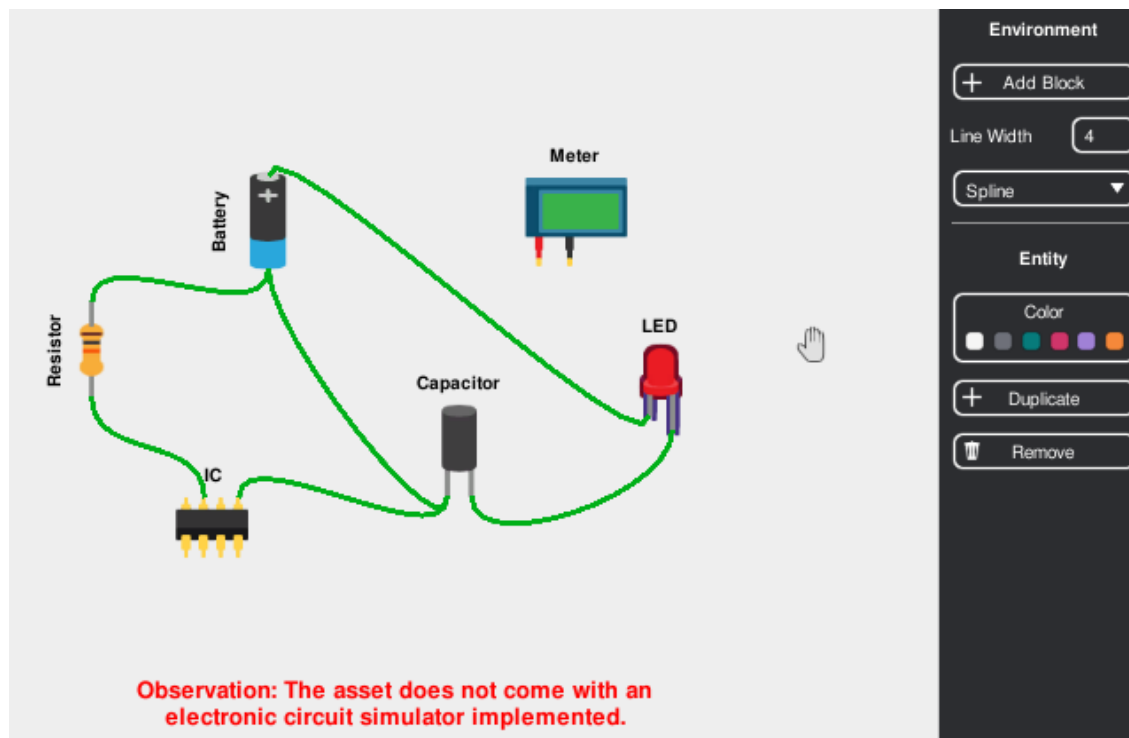 Environment
+ Add Block
Line Width 4
Spline
Entity
Color
+ Duplicate
Remove
Meter
Battery
+
LED
Resistor
Capacitor
IC
Observation: The asset does not come with an
electronic circuit simulator implemented.